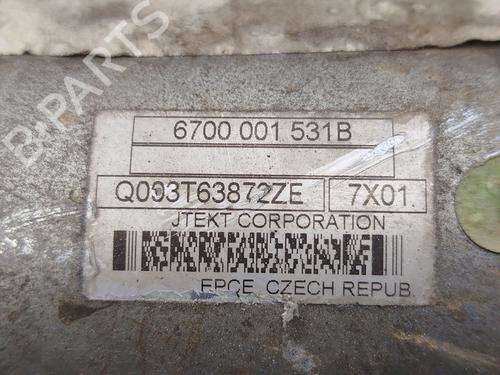 B-PARTS
6700 001 531B
Q003T63872ZE 7X01
JTEKT CORPORATION
EPCE, CZECH REPUB.